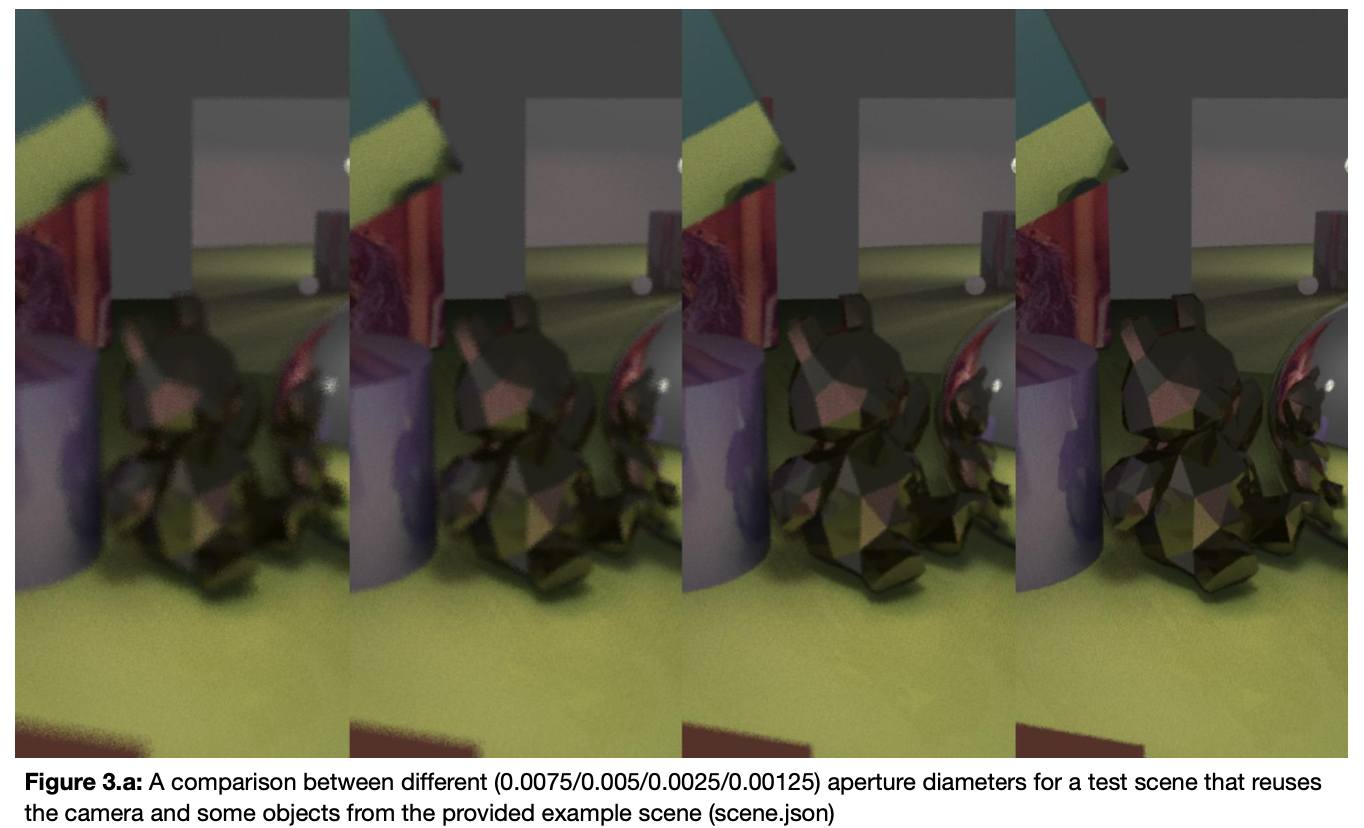 Figure 3.a: A comparison between different (0.0075/0.005/0.0025/0.00125) aperture diameters for a test scene that reuses
the camera and some objects from the provided example scene (scene.json)